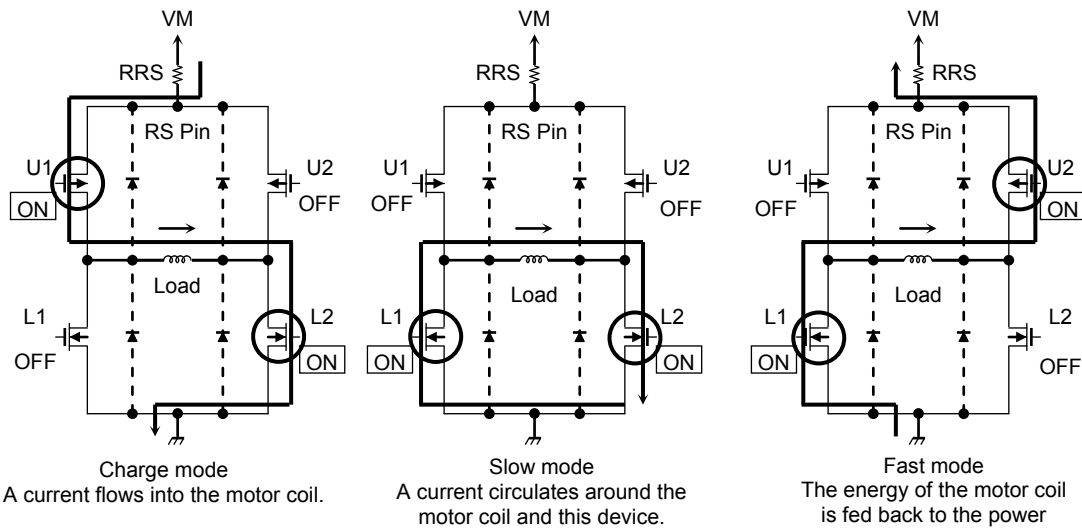 VM
RRS
RS Pin
U1
ON
U2
OFF
Load
L1
OFF
L2
ON
Charge mode
A current flows into the motor coil.
VM
RRS
RS Pin
U1
OFF
U2
OFF
Load
L1
ON
L2
ON
Slow mode
A current circulates around the
motor coil and this device.
VM
RRS
RS Pin
U1
OFF
U2
ON
Load
L1
ON
L2
OFF
Fast mode
The energy of the motor coil
is fed back to the power